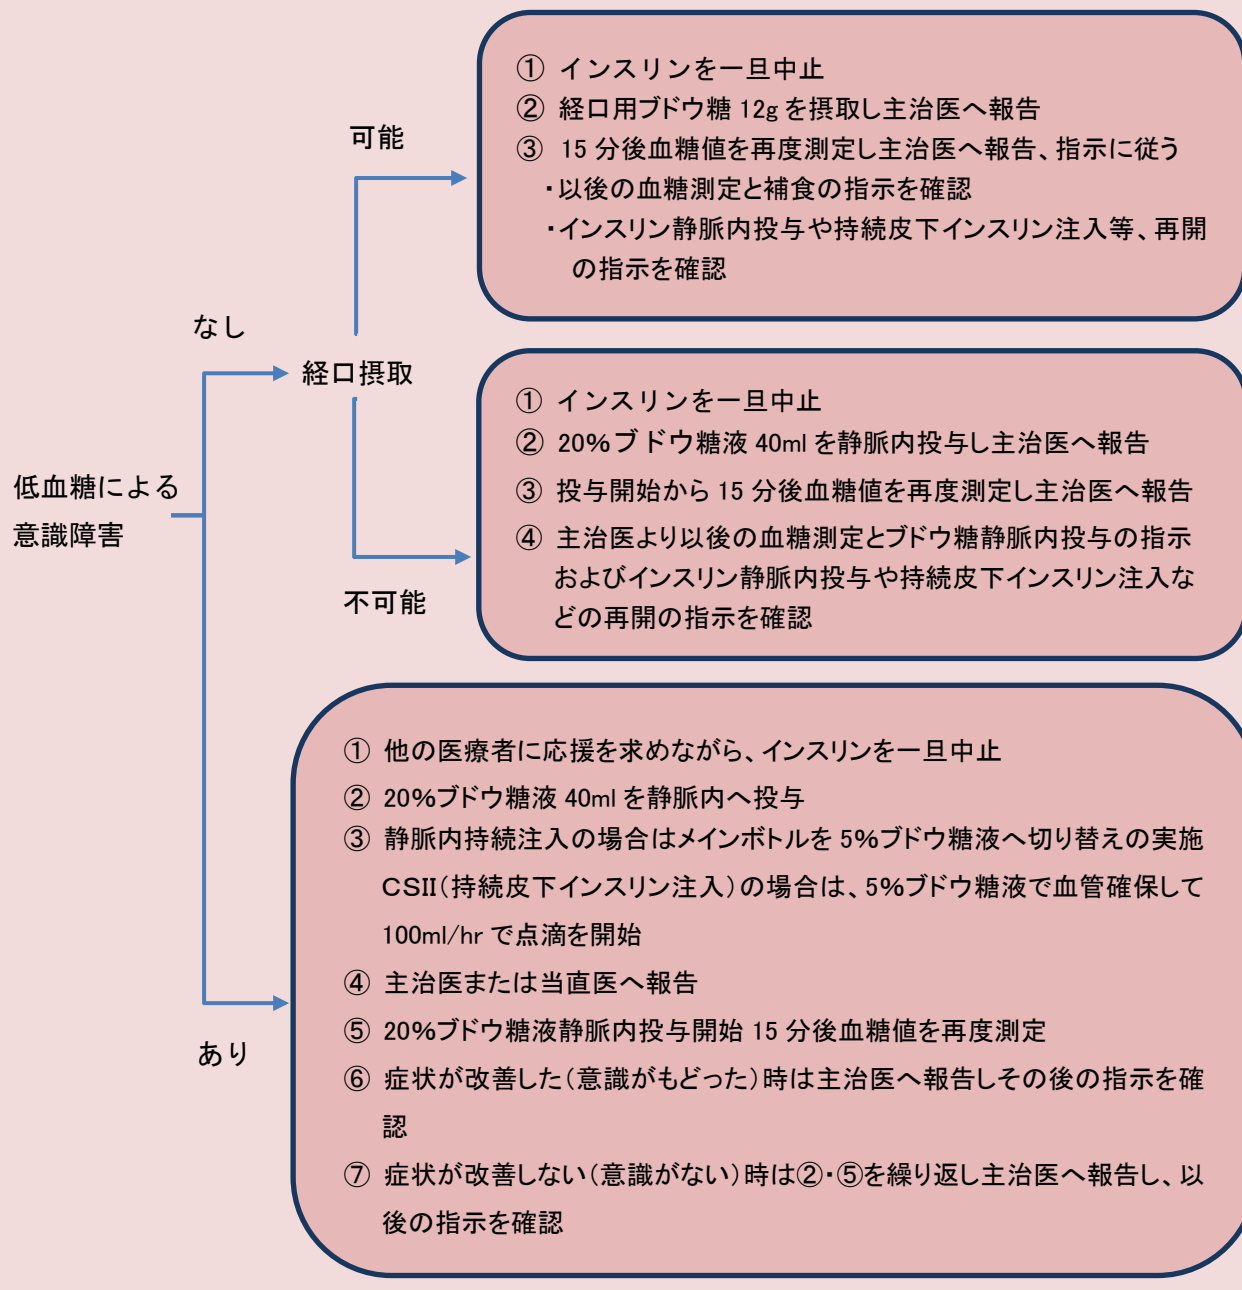 低血糖による
意識障害
なし
経口摂取
可能
① インスリンを一旦中止
② 経口用ブドウ糖 12g を摂取し主治医へ報告
③ 15 分後血糖値を再度測定し主治医へ報告、指示に従う
・以後の血糖測定と補食の指示を確認
・インスリン静脈内投与や持続皮下インスリン注入等、再開
の指示を確認
不可能
① インスリンを一旦中止
② 20%ブドウ糖液 40ml を静脈内投与し主治医へ報告
③ 投与開始から 15 分後血糖値を再度測定し主治医へ報告
④ 主治医より以後の血糖測定とブドウ糖静脈内投与の指示
およびインスリン静脈内投与や持続皮下インスリン注入な
どの再開の指示を確認
あり
① 他の医療者に応援を求めながら、インスリンを一旦中止
② 20%ブドウ糖液 40ml を静脈内へ投与
③ 静脈内持続注入の場合はメインボトルを 5%ブドウ糖液へ切り替えの実施
CSII(持続皮下インスリン注入)の場合は、5%ブドウ糖液で血管確保して
100ml/hr で点滴を開始
④ 主治医または当直医へ報告
⑤ 20%ブドウ糖液静脈内投与開始 15 分後血糖値を再度測定
⑥ 症状が改善した(意識がもどった)時は主治医へ報告しその後の指示を確
認
⑦ 症状が改善しない(意識がない)時は②・⑤を繰り返し主治医へ報告し、以
後の指示を確認